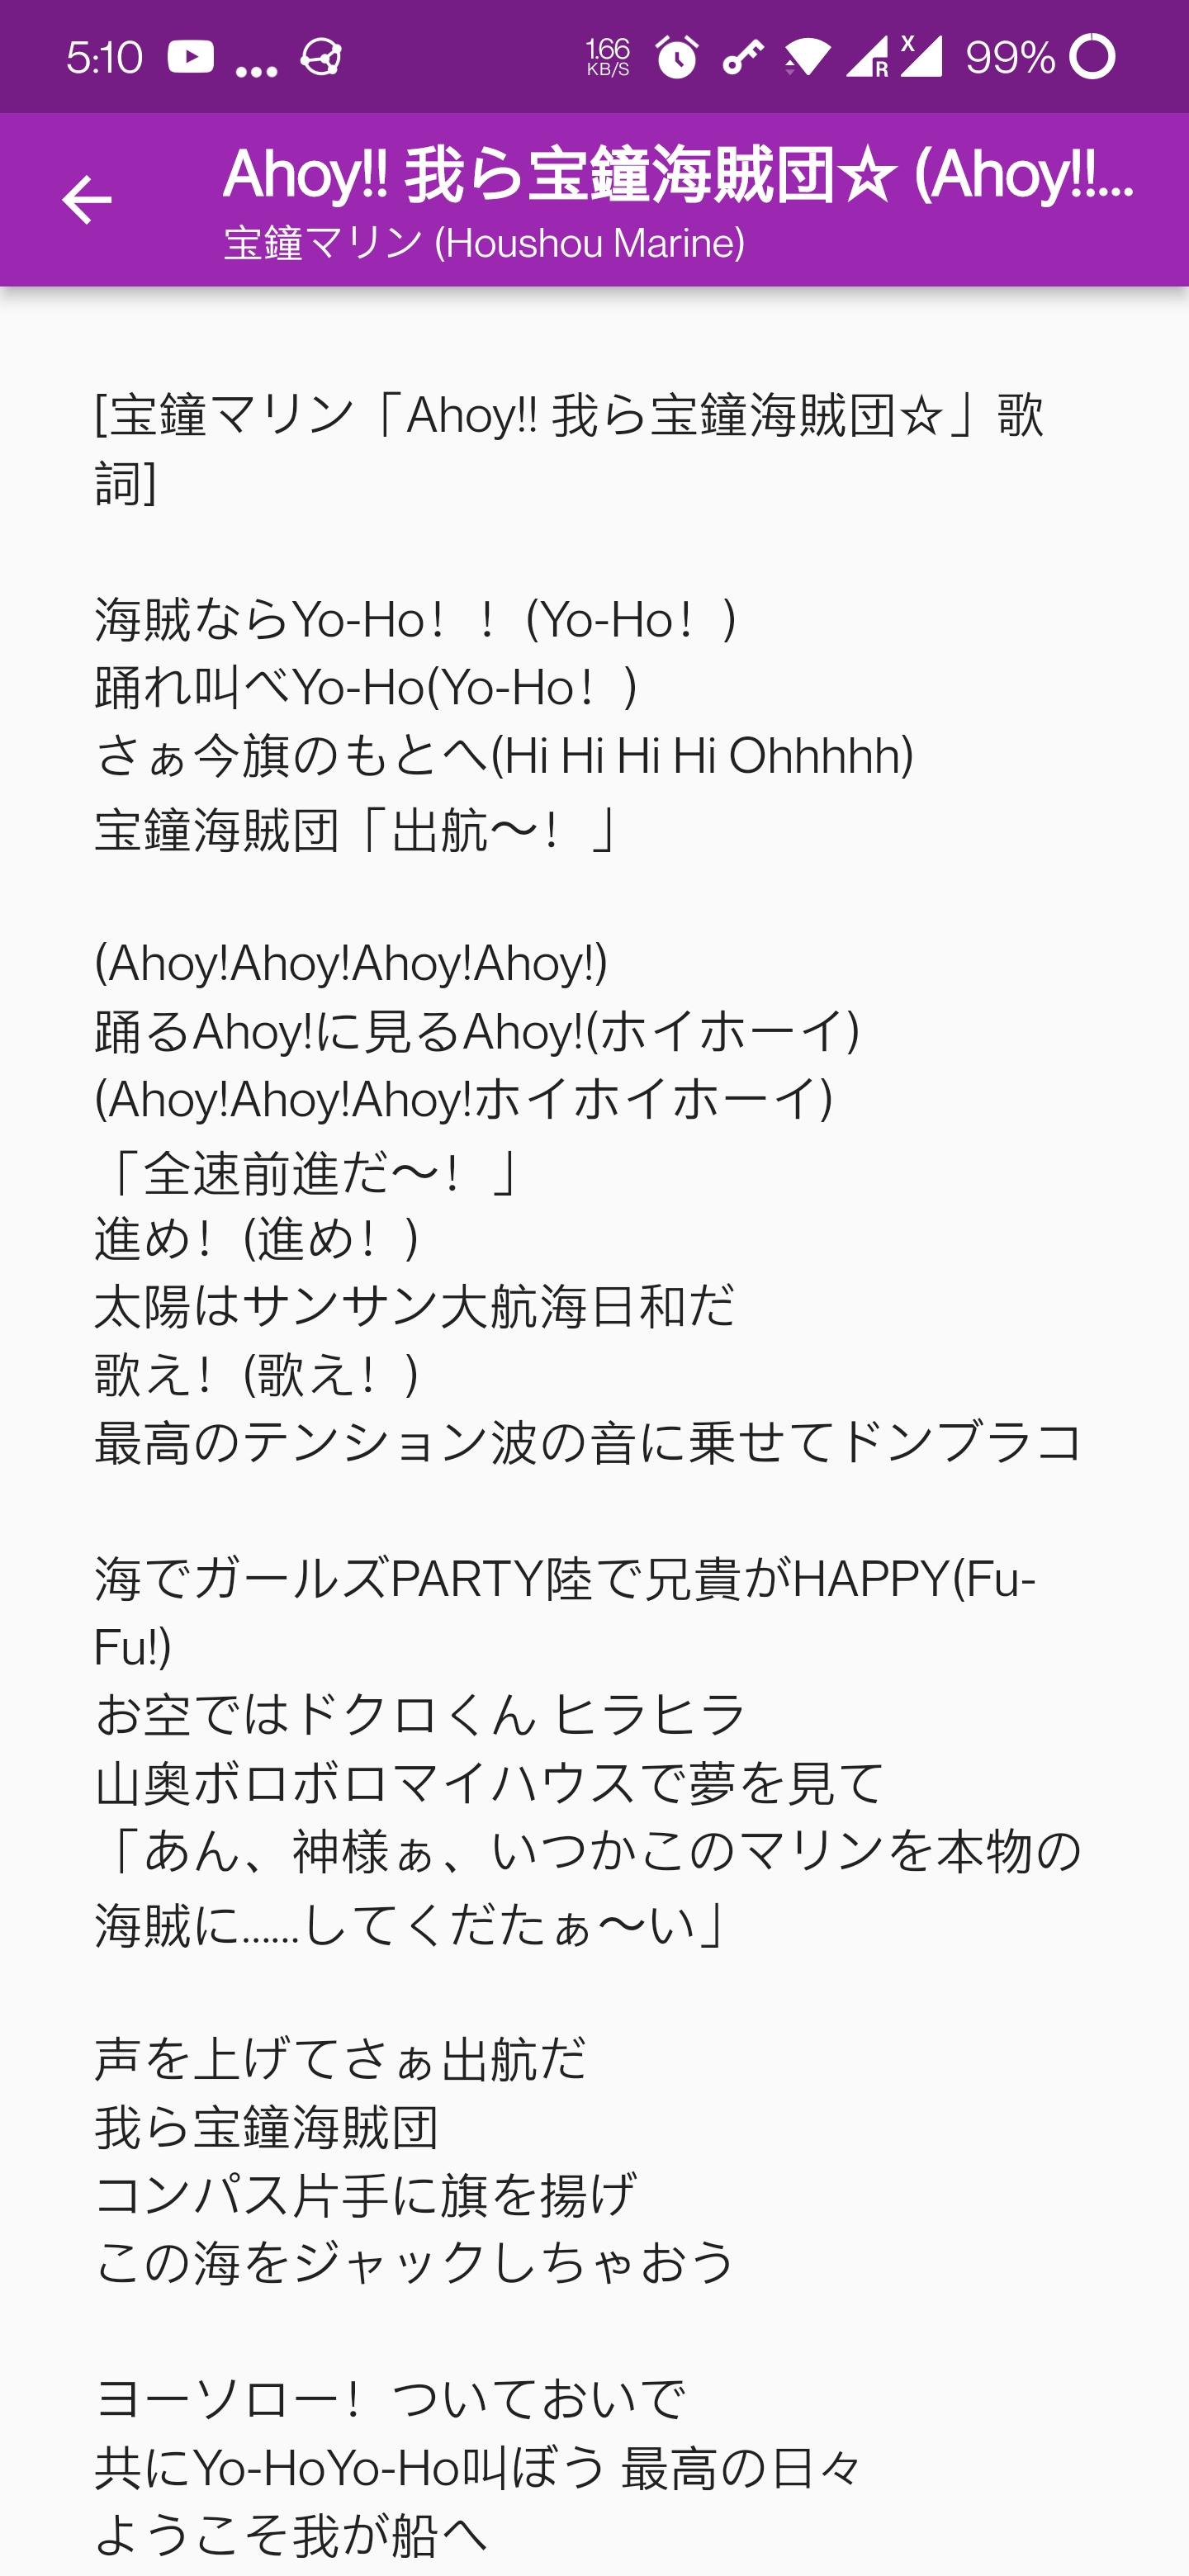 5:10 ... 1.66 KB/S R X 99%
Ahoy!! 我ら宝鐘海賊団☆ (Ahoy!!...
宝鐘マリン (Houshou Marine)
[宝鐘マリン「Ahoy!! 我ら宝鐘海賊団☆」歌
詞]
海賊ならYo-Ho！！(Yo-Ho！)
踊れ叫べYo-Ho(Yo-Ho！)
さぁ今旗のもとへ(Hi Hi Hi Hi Ohhhhh)
宝鐘海賊団「出航〜！」
(Ahoy!Ahoy!Ahoy!Ahoy!)
踊るAhoy!に見るAhoy!(ホイホーイ)
(Ahoy!Ahoy!Ahoy!ホイホイホーイ)
「全速前進だ〜！」
進め！(進め！)
太陽はサンサン大航海日和だ
歌え！(歌え！)
最高のテンション波の音に乗せてドンブラコ
海でガールズPARTY陸で兄貴がHAPPY(Fu-
Fu!)
お空ではドクロくん ヒラヒラ
山奥ボロボロマイハウスで夢を見て
「あん、神様ぁ、いつかこのマリンを本物の
海賊に......してくだたぁ〜い」
声を上げてさぁ出航だ
我ら宝鐘海賊団
コンパス片手に旗を揚げ
この海をジャックしちゃおう
ヨーソロー！ついておいで
共にYo-HoYo-Ho叫ぼう 最高の日々
ようこそ我が船へ